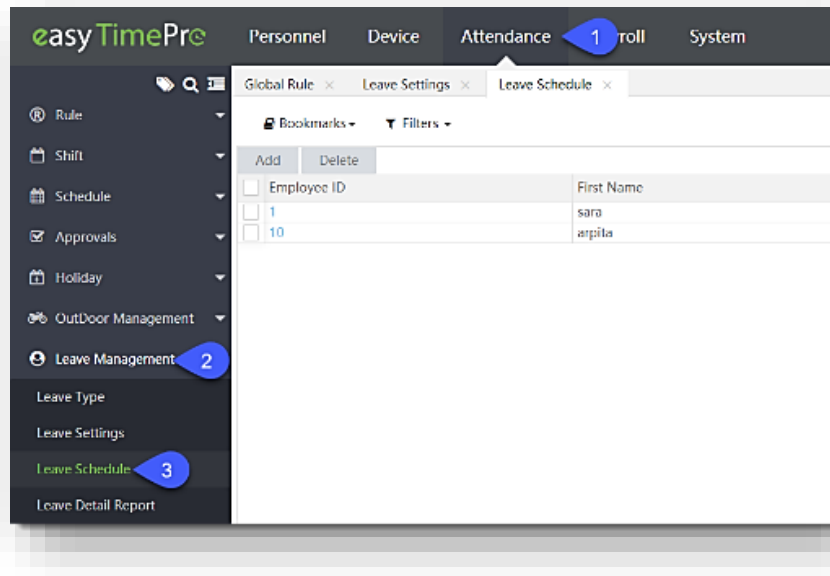 easy TimePro
Personnel Device Attendance 1 roll System
Global Rule × Leave Settings × Leave Schedule ×
Rule
Bookmarks Filters
Shift
Add Delete
Employee ID First Name
Schedule
1 sara
10 arpita
Approvals
Holiday
OutDoor Management
Leave Management 2
Leave Type
Leave Settings
Leave Schedule 3
Leave Detail Report